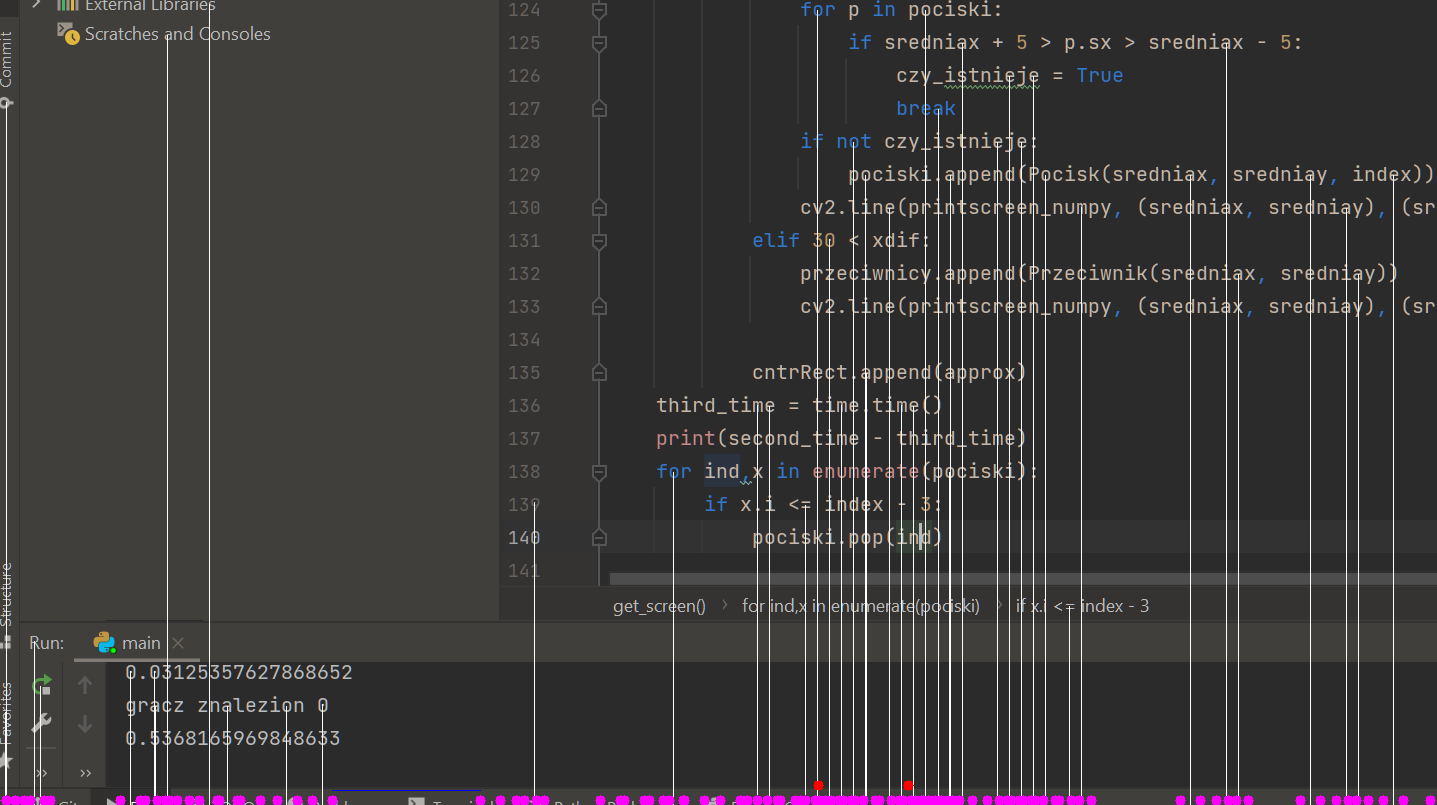 External Libraries
Scratches and Consoles
Commit
Structure
Favorites
124 for p in pociski:
125 if sredniax + 5 > p.sx > sredniax - 5:
126 czy_istnieje = True
127 break
128 if not czy_istnieje:
129 pociski.append(Pocisk(sredniax, sredniay, index))
130 cv2.line(printscreen_numpy, (sredniax, sredniay), (sr
131 elif 30 < xdif:
132 przeciwnicy.append(Przeciwnik(sredniax, sredniay))
133 cv2.line(printscreen_numpy, (sredniax, sredniay), (sr
134
135 cntrRect.append(approx)
136 third_time = time.time()
137 print(second_time - third_time)
138 for ind,x in enumerate(pociski):
139 if x.i <= index - 3:
140 pociski.pop(ind)
141
get_screen() > for ind,x in enumerate(pociski) > if x.i <= index - 3
Run: main
0.031253576278686​52
gracz znalezion 0
0.5368165969848633